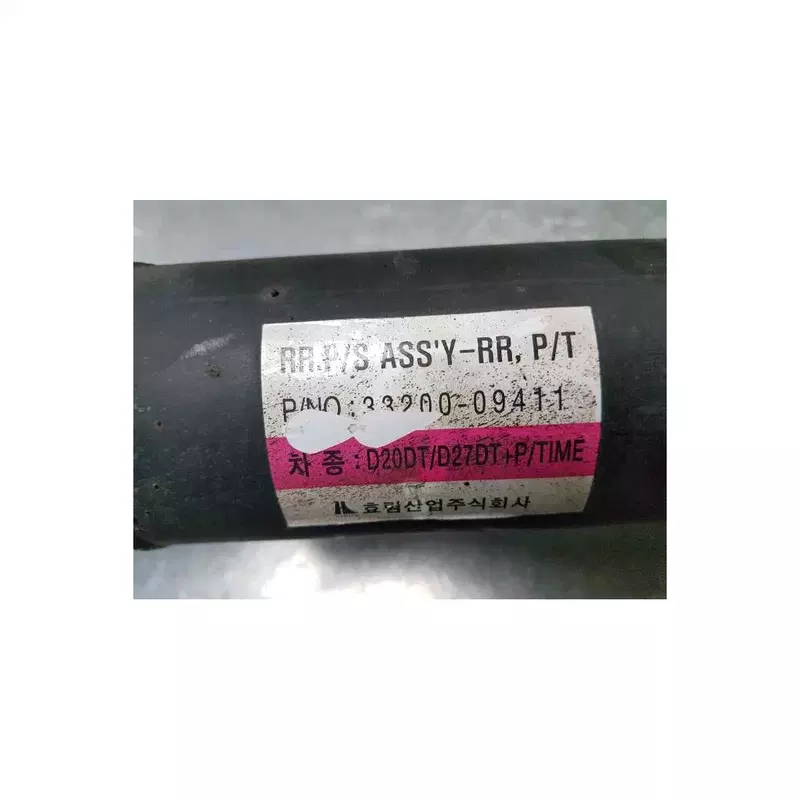 RR.P/S ASS'Y-RR, P/T
P/NO : 33200-09411
차 종 : D20DT/D27DT+P/TIME
효림산업주식회사